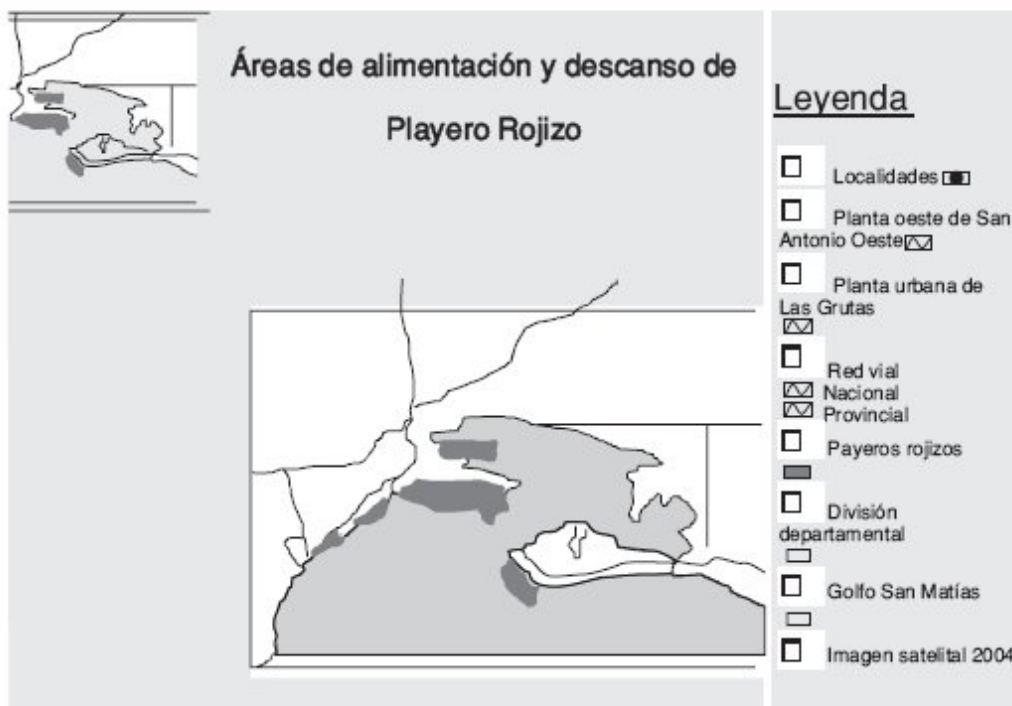 Áreas de alimentación y descanso de
Playero Rojizo
Leyenda
Localidades
Planta oeste de San
Antonio Oeste
Planta urbana de
Las Grutas
Red vial
Nacional
Provincial
Payeros rojizos
División
departamental
Golfo San Matías
Imagen satelital 2004